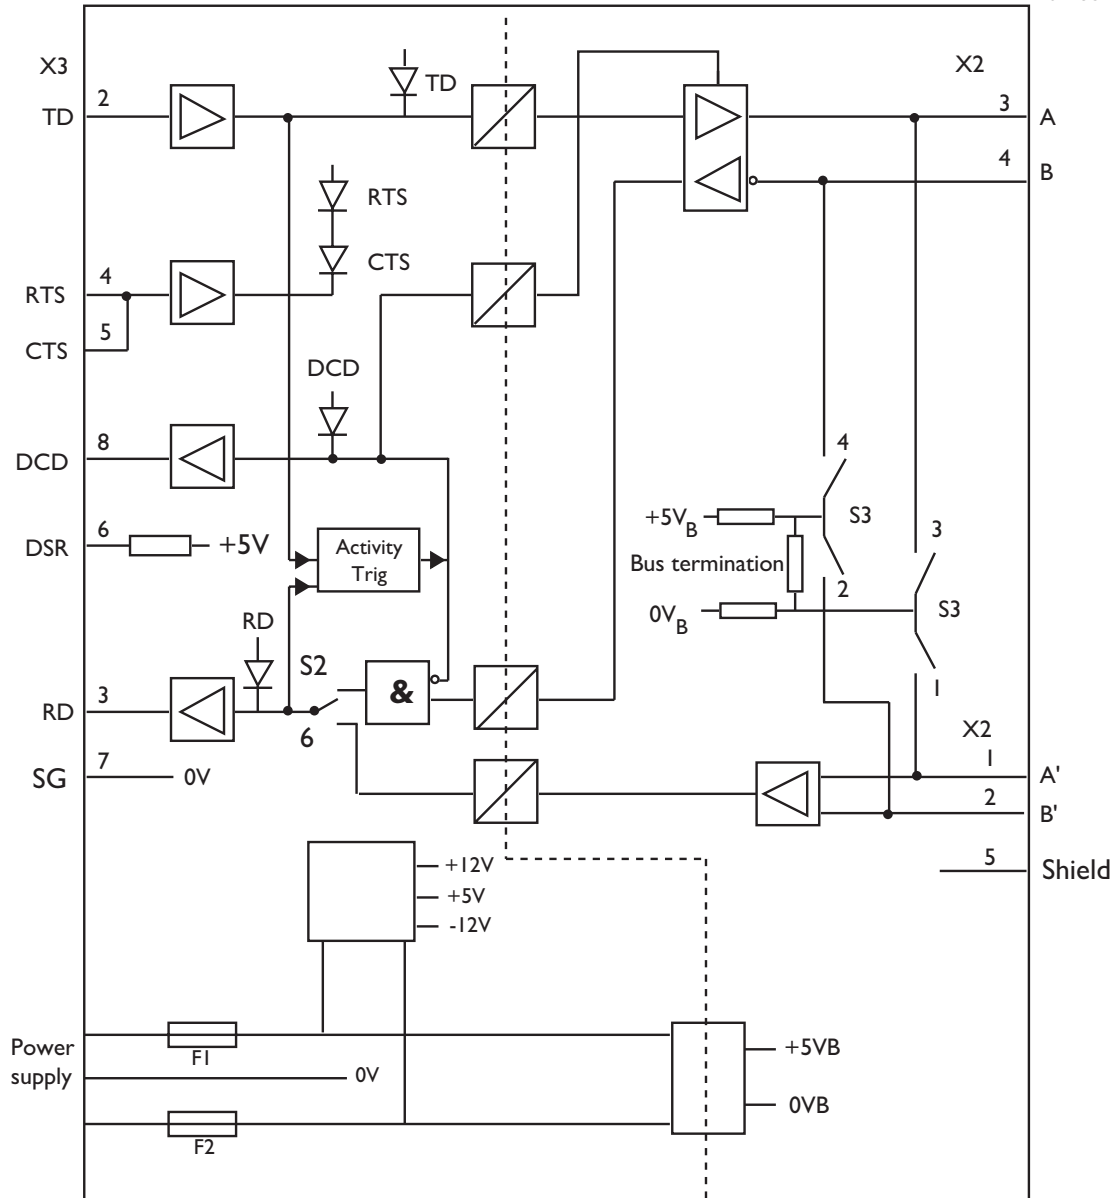 X3
X2
TD
2
TD
3
A
4
B
RTS
CTS
RTS
4
5
CTS
DCD
DCD
8
4
+5VB
S3
3
DSR
6
+5V
Activity
Trig
Bus termination
2
0VB
S3
RD
S2
&
1
RD
3
6
X2
1
SG
7
0V
A'
2
B'
5
Shield
+12V
+5V
-12V
Power
supply
F1
+5VB
0V
0VB
F2